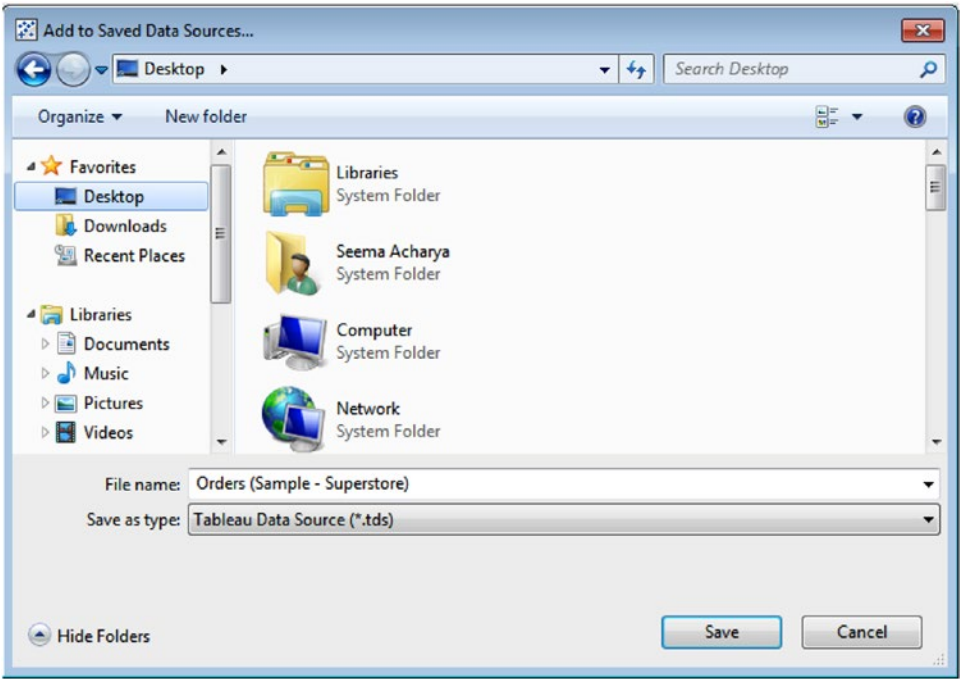 Add to Saved Data Sources...
Desktop
Search Desktop
Organize
New folder
Favorites
Desktop
Downloads
Recent Places
Libraries
Documents
Music
Pictures
Videos
Libraries
System Folder
Seema Acharya
System Folder
Computer
System Folder
Network
System Folder
File name: Orders (Sample - Superstore)
Save as type: Tableau Data Source (*.tds)
Hide Folders
Save
Cancel